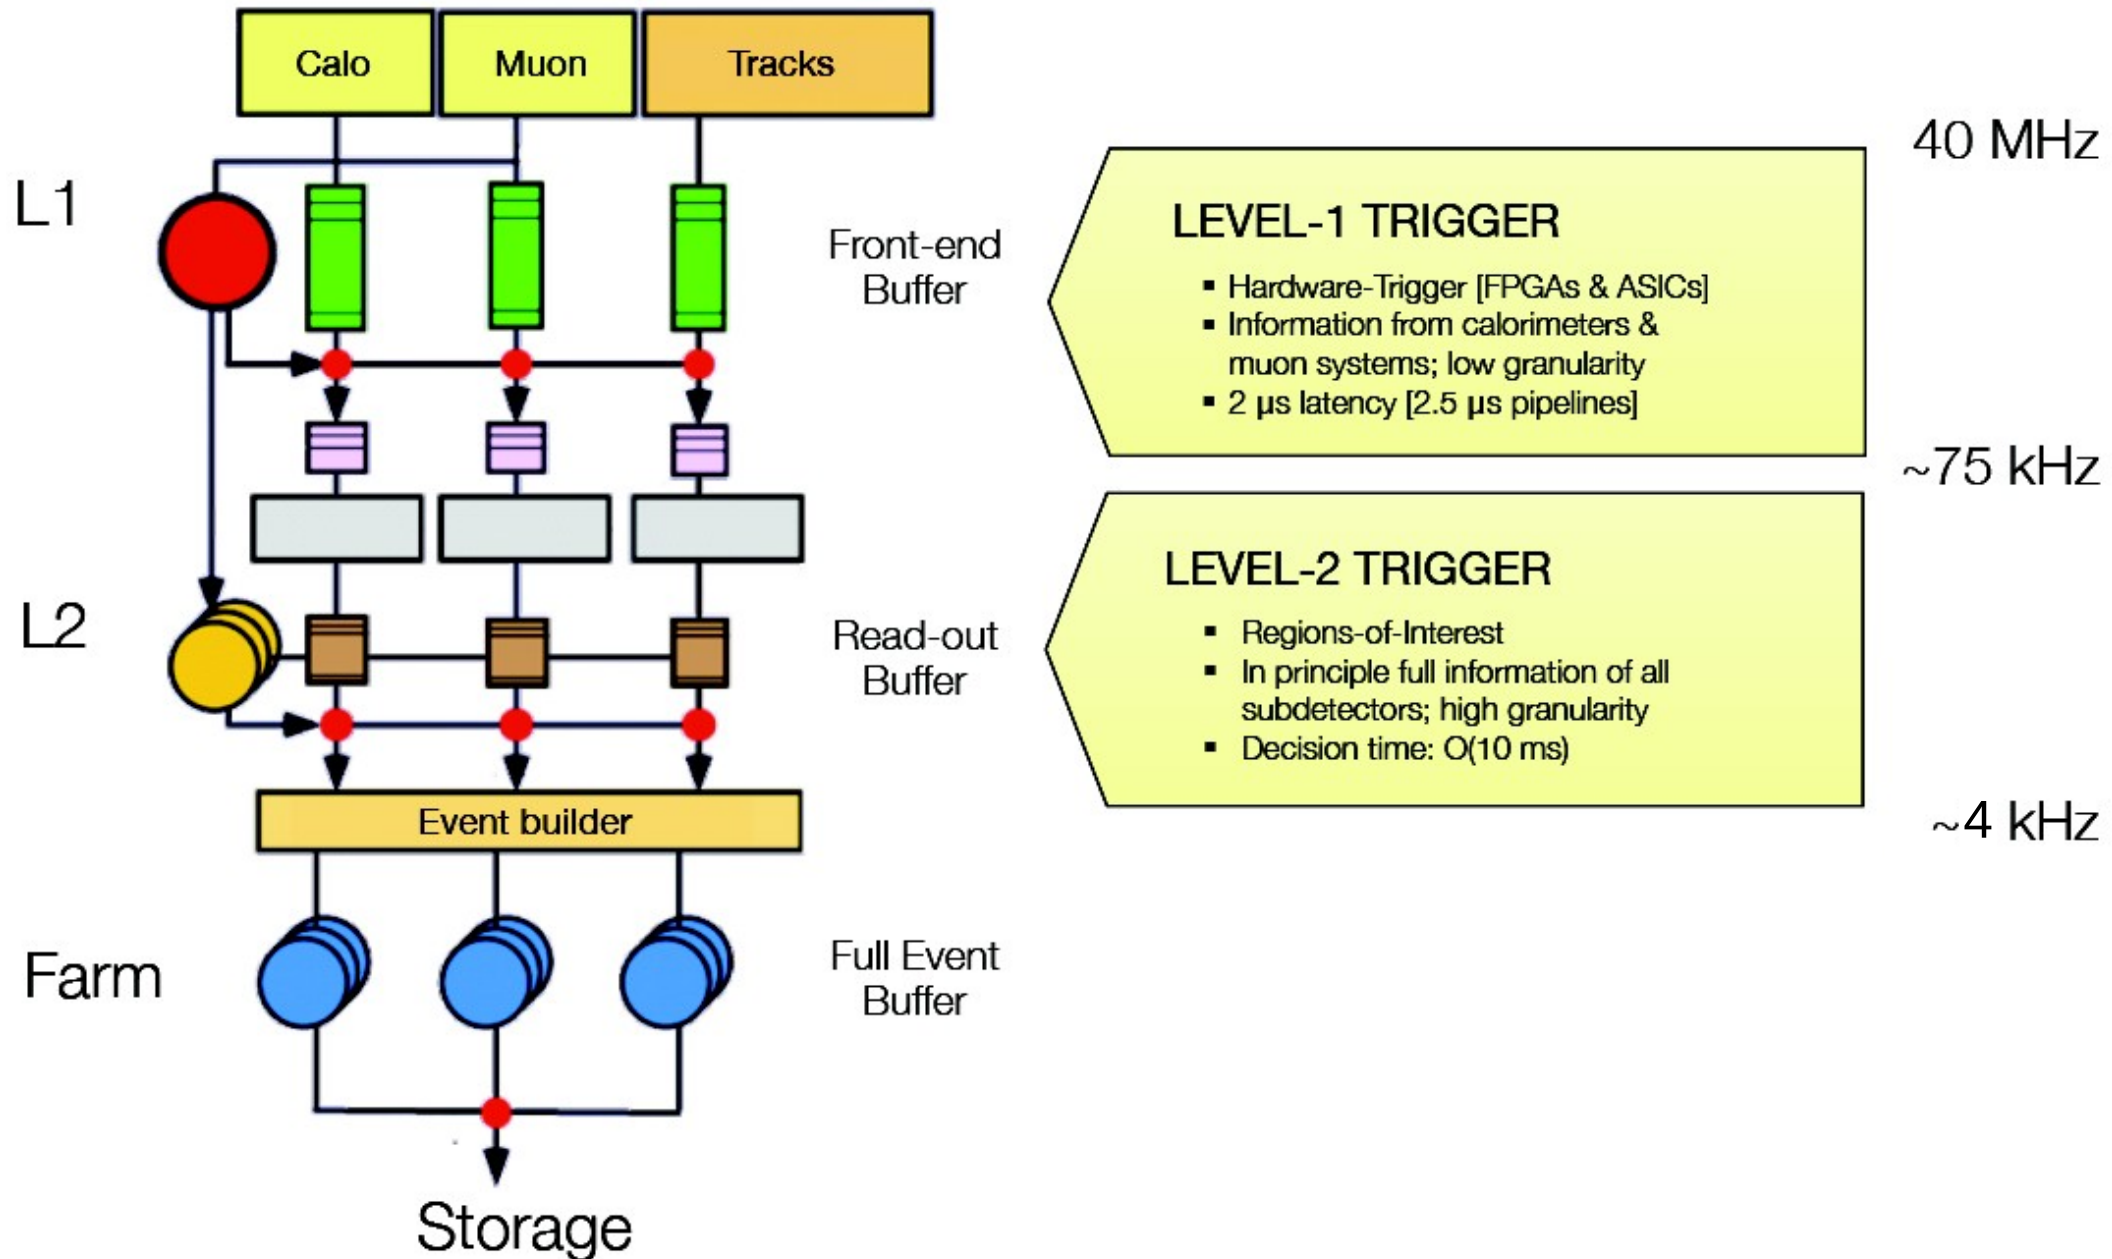 Calo
Muon
Tracks
40 MHz
L1
Front-end
Buffer
LEVEL-1 TRIGGER
▪ Hardware-Trigger [FPGAs & ASICs]
▪ Information from calorimeters &
muon systems; low granularity
▪ 2 µs latency [2.5 µs pipelines]
~75 kHz
L2
Read-out
Buffer
LEVEL-2 TRIGGER
▪ Regions-of-Interest
▪ In principle full information of all
subdetectors; high granularity
▪ Decision time: O(10 ms)
~4 kHz
Event builder
Farm
Full Event
Buffer
Storage